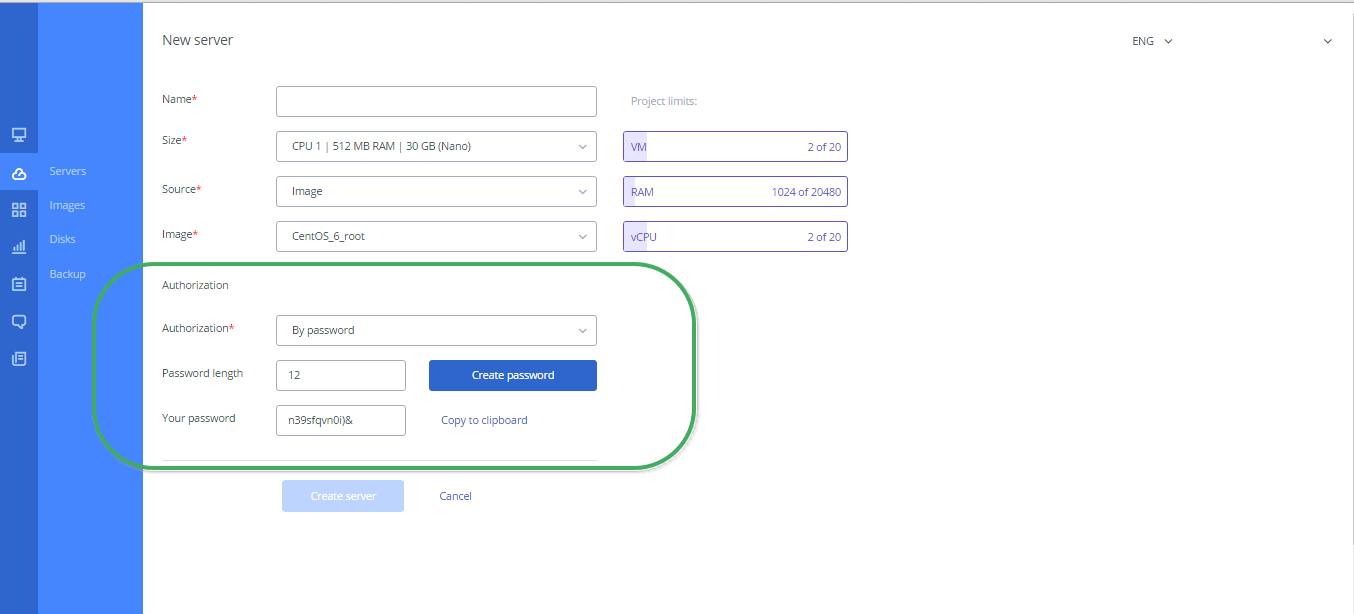 New server
ENG
Name*
Project limits:
Size*
CPU 1 | 512 MB RAM | 30 GB (Nano)
VM 2 of 20
Servers
Source*
Image
RAM 1024 of 20480
Images
Image*
CentOS_6_root
vCPU 2 of 20
Disks
Backup
Authorization
Authorization*
By password
Password length
12
Create password
Your password
n39sfqvn0i)&
Copy to clipboard
Create server
Cancel